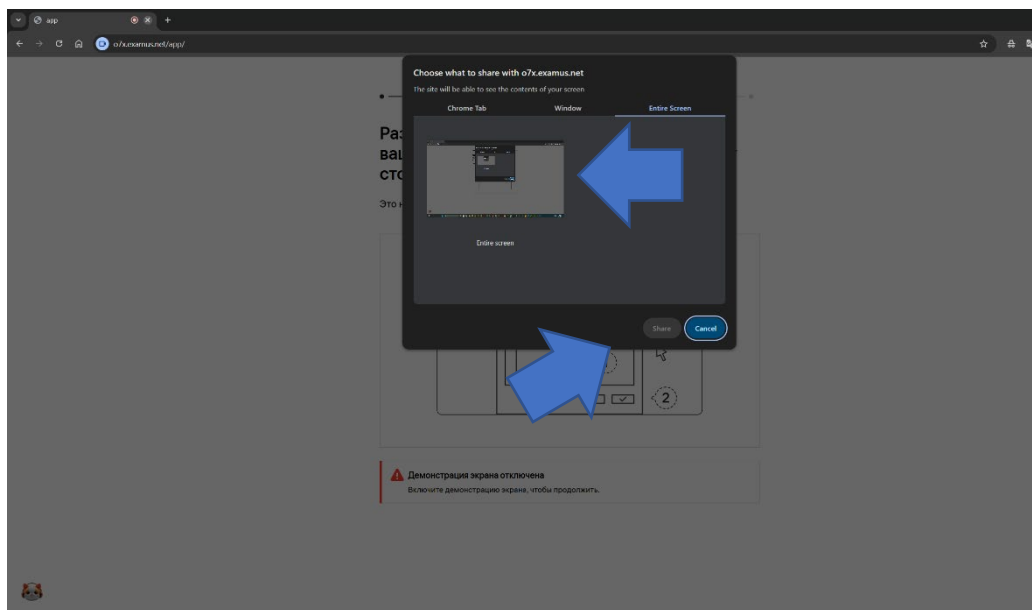 app
o7x.examus.net/app/
Choose what to share with o7x.examus.net
The site will be able to see the contents of your screen
Chrome Tab Window Entire Screen
Entire screen
Share Cancel
Это
2
Демонстрация экрана отключена
Включите демонстрацию экрана, чтобы продолжить.